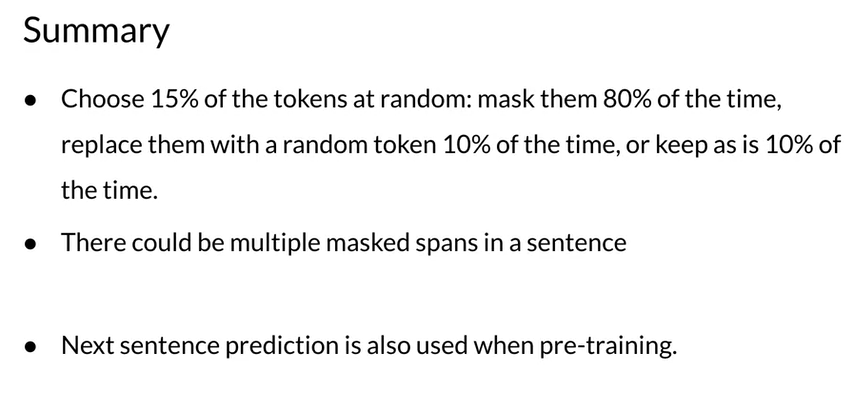 Summary
● Choose 15% of the tokens at random: mask them 80% of the time,
replace them with a random token 10% of the time, or keep as is 10% of
the time.
● There could be multiple masked spans in a sentence
● Next sentence prediction is also used when pre-training.